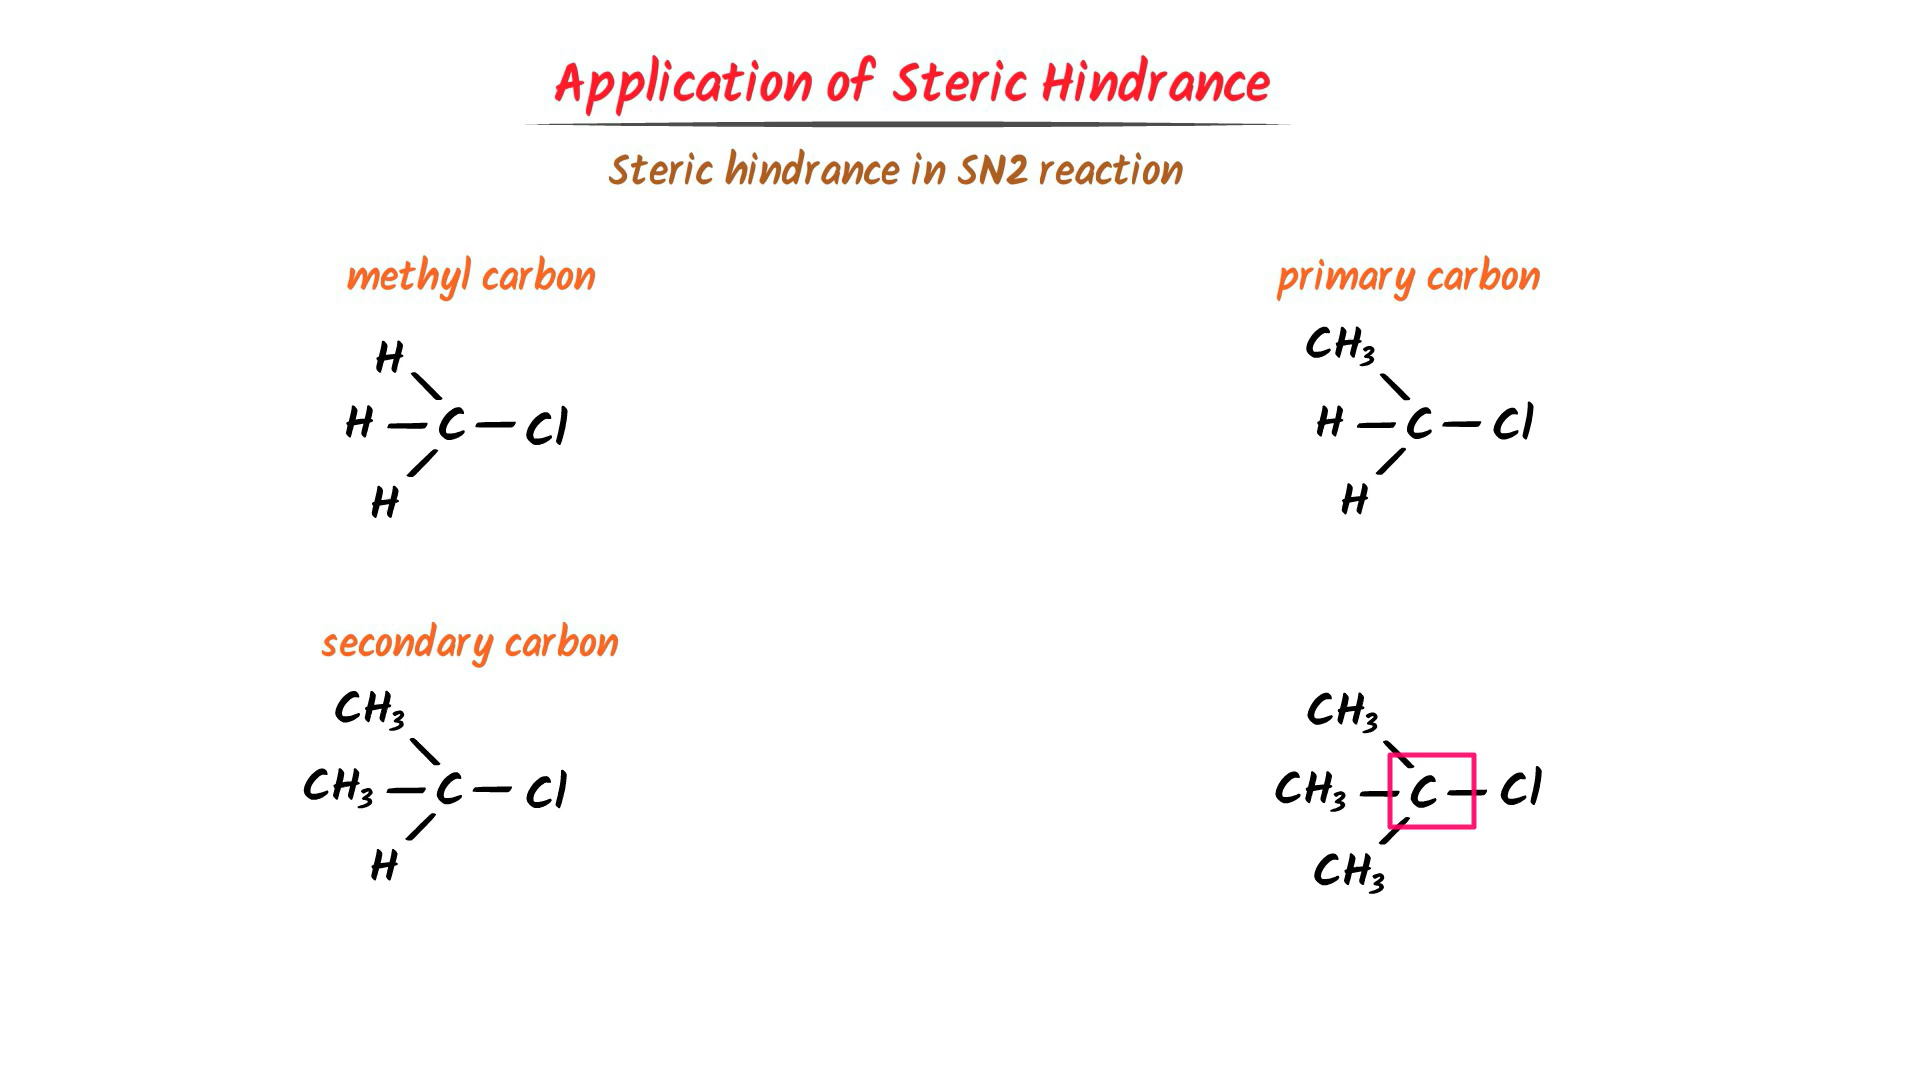 Application of Steric Hindrance
Steric hindrance in SN2 reaction
methyl carbon
H
H — C — Cl
H
primary carbon
CH₃
H — C — Cl
H
secondary carbon
CH₃
CH₃ — C — Cl
H
CH₃
CH₃ — C — Cl
CH₃